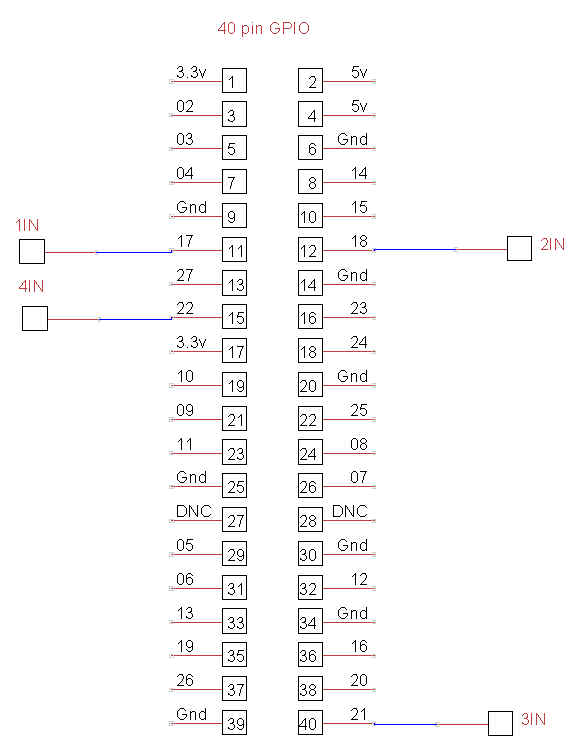 40 pin GPIO
3.3v 1 2 5v
02 3 4 5v
03 5 6 Gnd
04 7 8 14
Gnd 9 10 15
1IN 17 11 12 18 2IN
27 13 14 Gnd
4IN 22 15 16 23
3.3v 17 18 24
10 19 20 Gnd
09 21 22 25
11 23 24 08
Gnd 25 26 07
DNC 27 28 DNC
05 29 30 Gnd
06 31 32 12
13 33 34 Gnd
19 35 36 16
26 37 38 20
Gnd 39 40 21 3IN